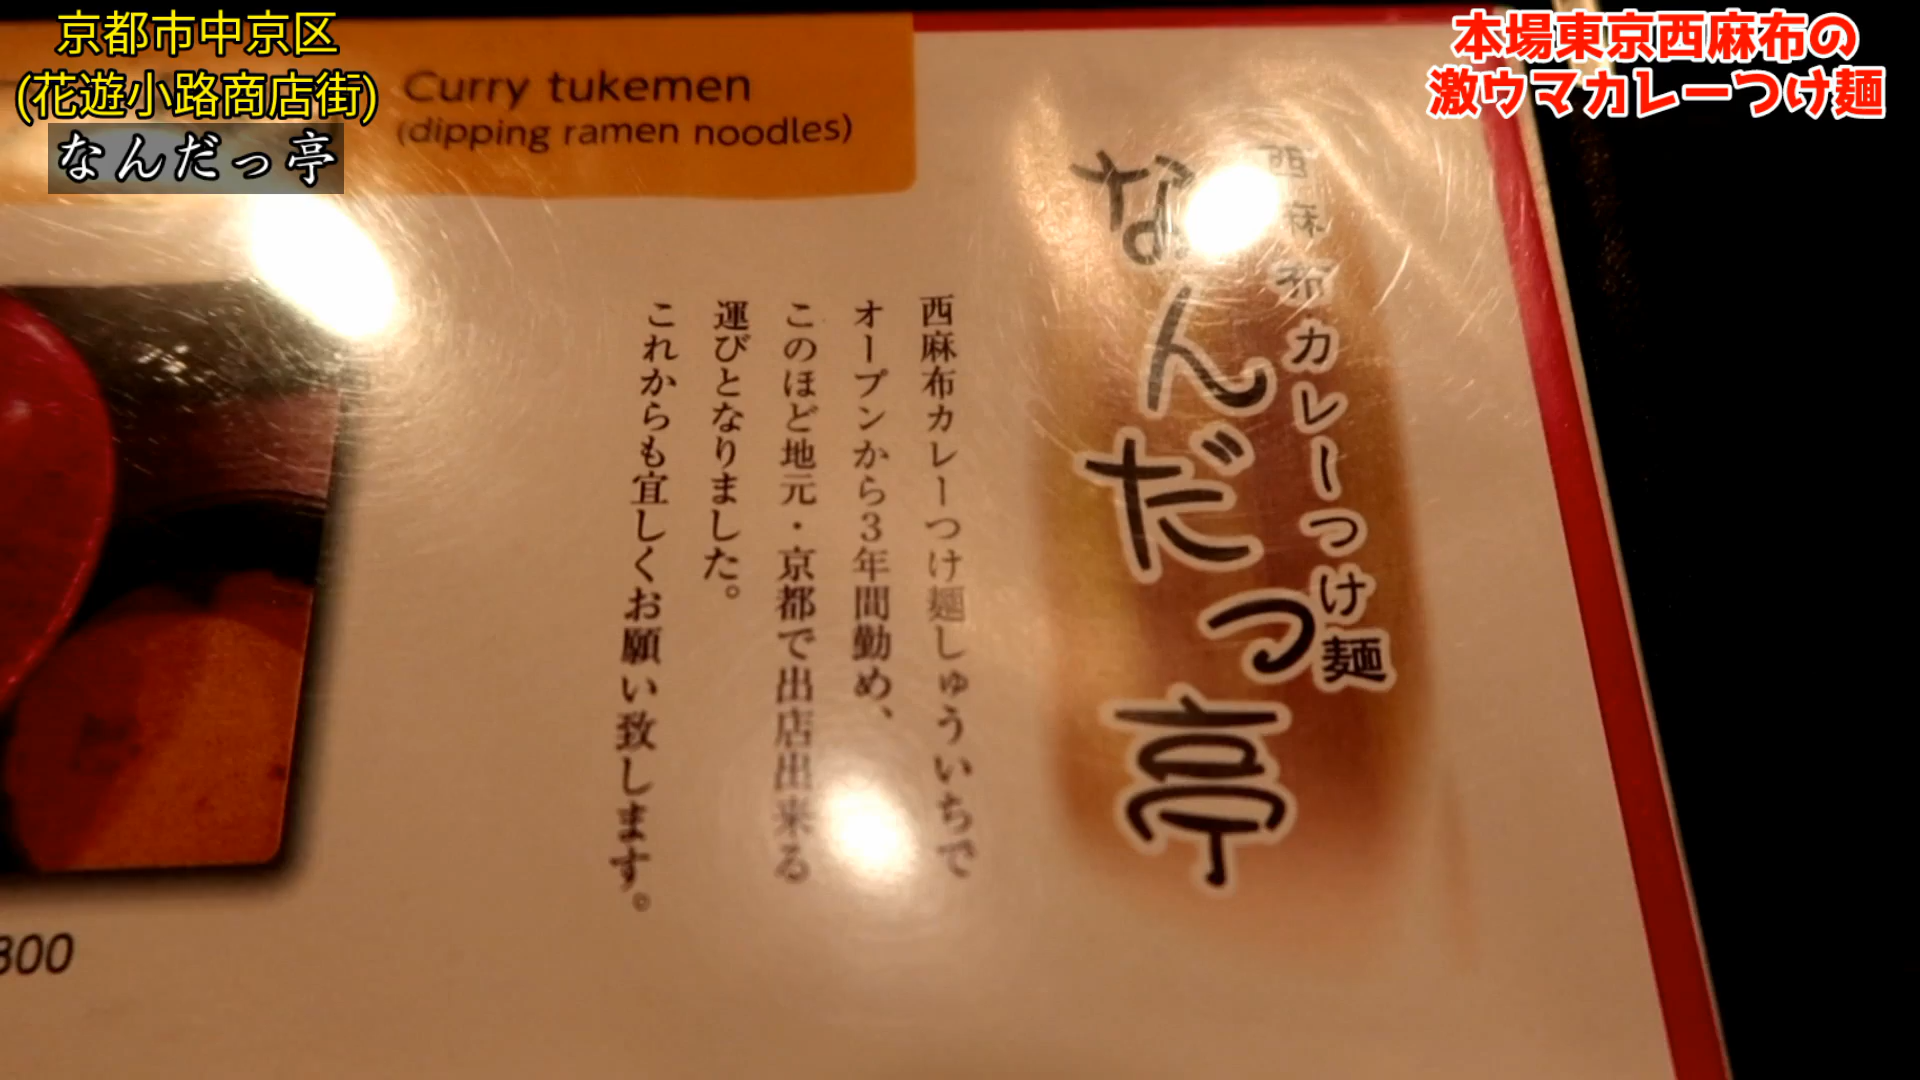 京都市中京区
(花遊小路商店街)
なんだっ亭
本場東京西麻布の
激ウマカレーつけ麺
Curry tukemen
(dipping ramen noodles)
西麻布カレーつけ麺
なんだっ亭
西麻布カレーつけ麺しゅういちで
オープンから3年間勤め、
このほど地元・京都で出店出来る
運びとなりました。
これからも宜しくお願い致します。
800